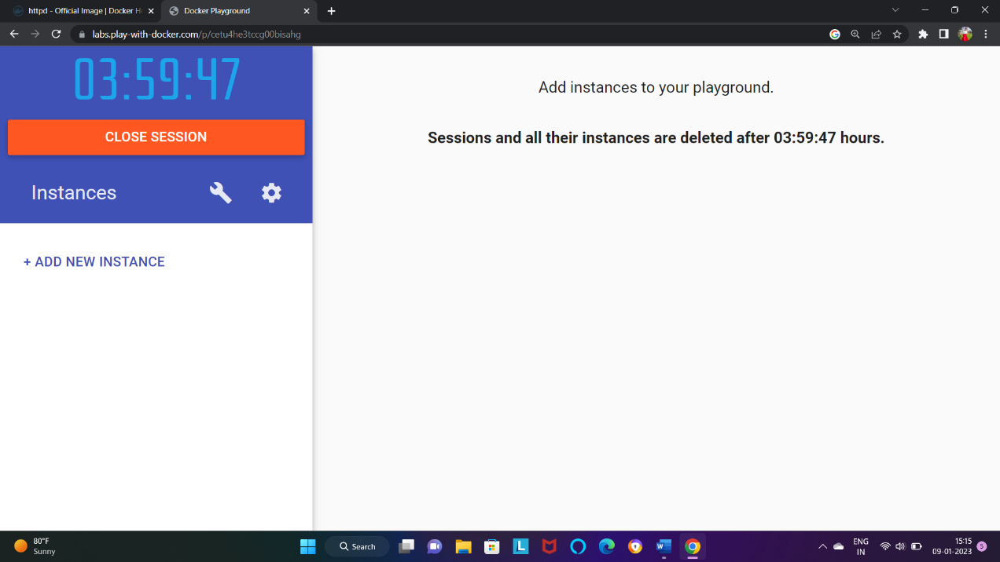 httpd - Official Image | Docker H
Docker Playground
labs.play-with-docker.com/p/cetu4he3tccg00bisahg
03:59:47
CLOSE SESSION
Instances
+ ADD NEW INSTANCE
Add instances to your playground.
Sessions and all their instances are deleted after 03:59:47 hours.
80°F
Sunny
Search
L
W
ENG
IN
15:15
09-01-2023
S